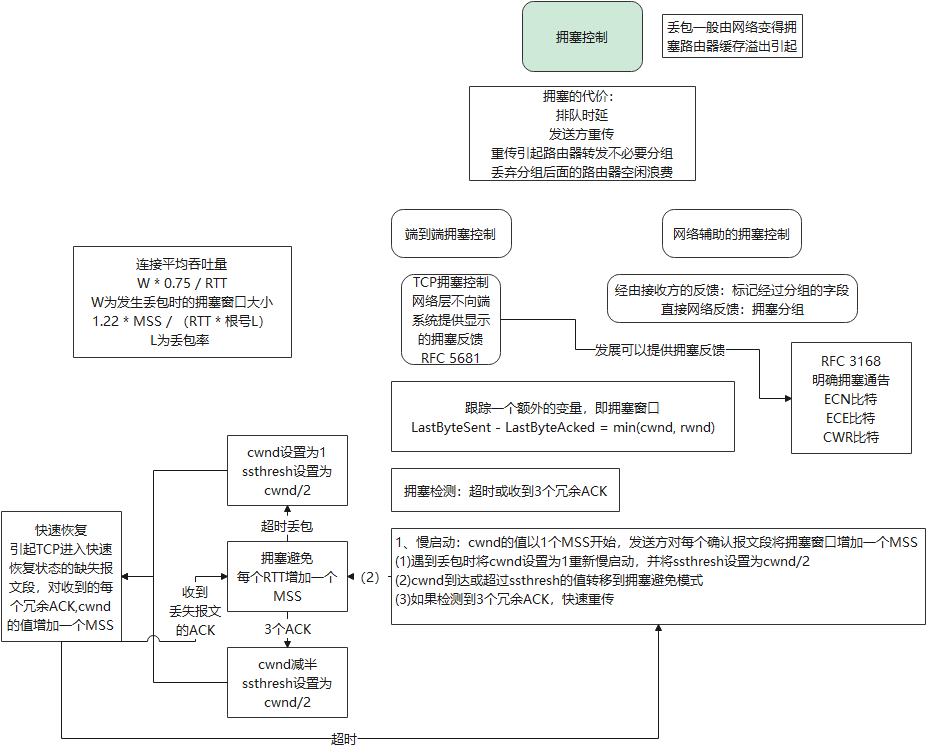 拥塞控制
丢包一般由网络变得拥
塞路由器缓存溢出引起
拥塞的代价：
排队时延
发送方重传
重传引起路由器转发不必要分组
丢弃分组后面的路由器空闲浪费
端到端拥塞控制
网络辅助的拥塞控制
连接平均吞吐量
W * 0.75 / RTT
W为发生丢包时的拥塞窗口大小
1.22 * MSS / （RTT * 根号L）
L为丢包率
TCP拥塞控制
网络层不向端
系统提供显示
的拥塞反馈
RFC 5681
经由接收方的反馈：标记经过分组的字段
直接网络反馈：拥塞分组
发展可以提供拥塞反馈
RFC 3168
明确拥塞通告
ECN比特
ECE比特
CWR比特
跟踪一个额外的变量，即拥塞窗口
LastByteSent - LastByteAcked = min(cwnd, rwnd)
cwnd设置为1
ssthresh设置为
cwnd/2
拥塞检测：超时或收到3个冗余ACK
超时丢包
快速恢复
引起TCP进入快速
恢复状态的缺失报
文段，对收到的每
个冗余ACK,cwnd
的值增加一个MSS
拥塞避免
每个RTT增加一个
MSS
（2）
1、慢启动：cwnd的值以1个MSS开始，发送方对每个确认报文段将拥塞窗口增加一个MSS
(1)遇到丢包时将cwnd设置为1重新慢启动，并将ssthresh设置为cwnd/2
(2)cwnd到达或超过ssthresh的值转移到拥塞避免模式
(3)如果检测到3个冗余ACK，快速重传
收到
丢失报文
的ACK
3个ACK
cwnd减半
ssthresh设置为
cwnd/2
超时